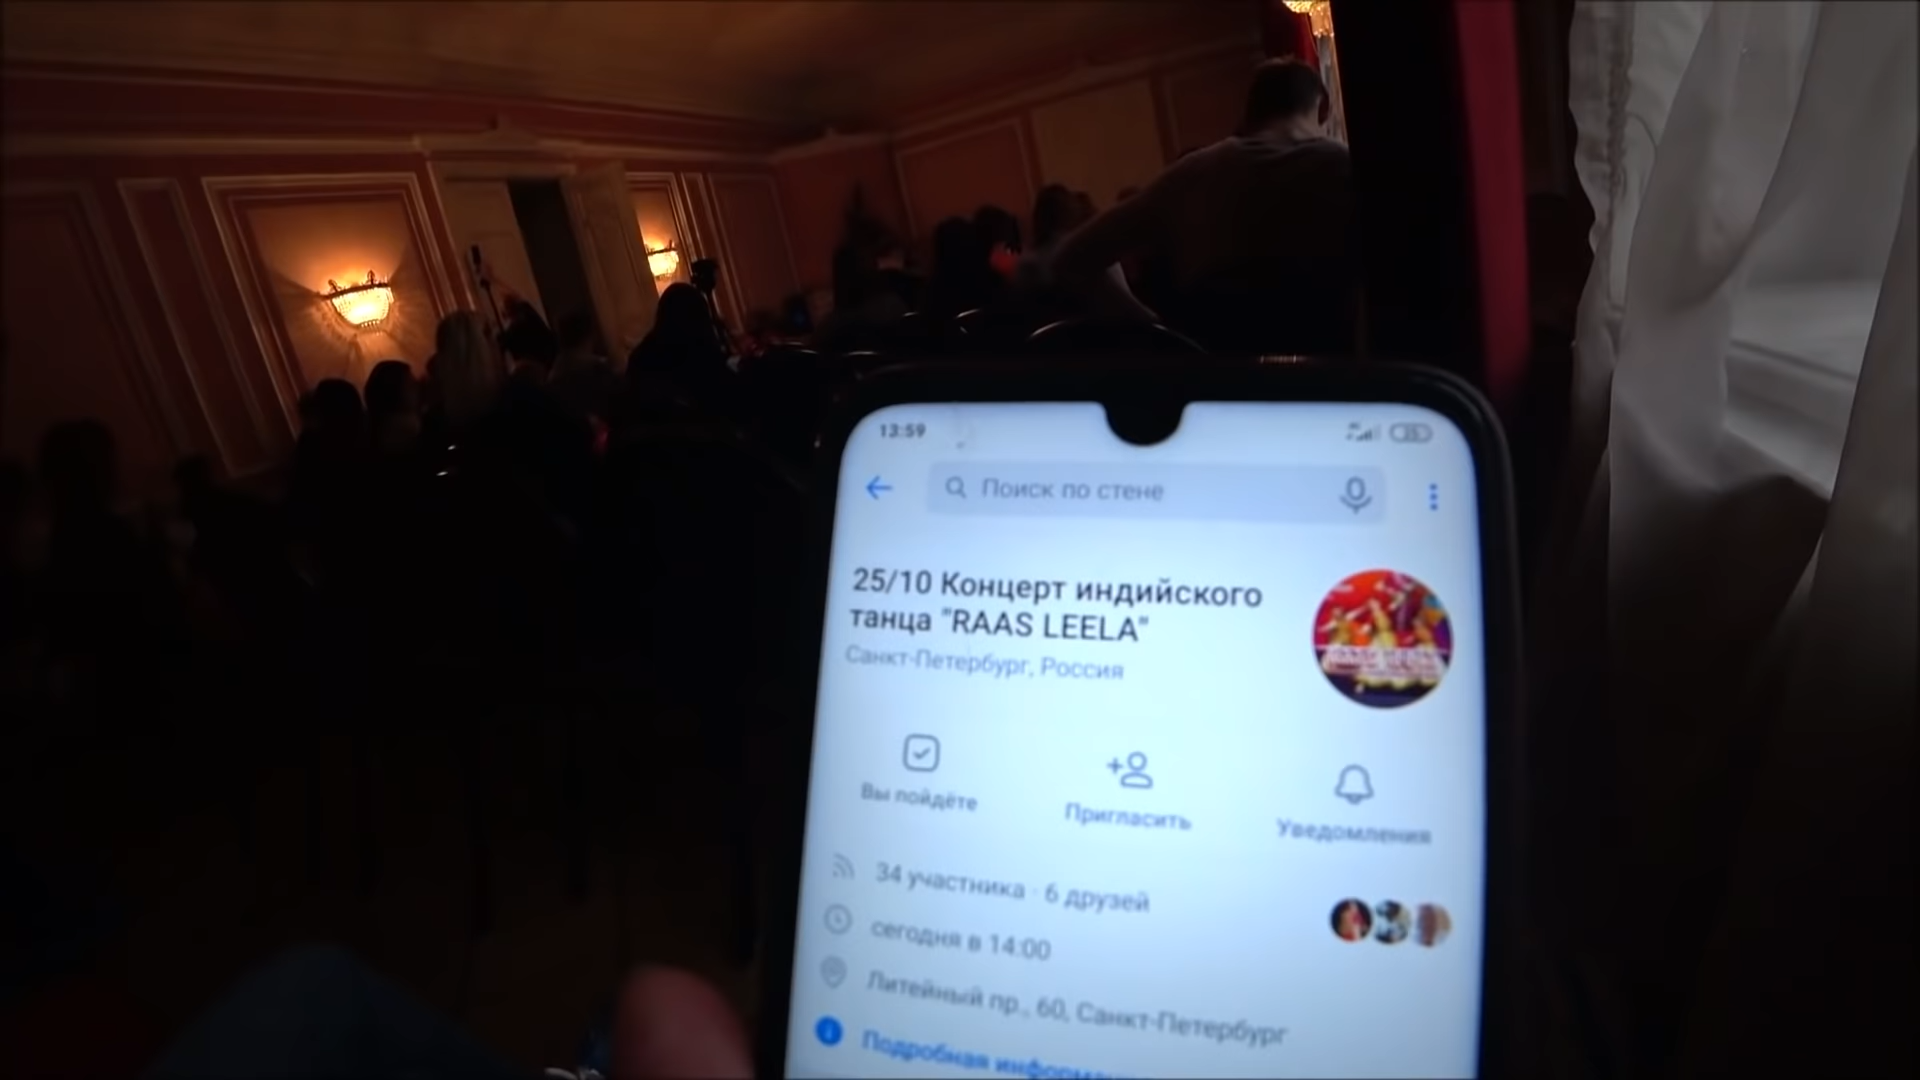 13:59
Поиск по стене
25/10 Концерт индийского
танца "RAAS LEELA"
Санкт-Петербург, Россия
Вы пойдёте
Пригласить
Уведомления
34 участника · 6 друзей
сегодня в 14:00
Литейный пр., 60, Санкт-Петербург
Подробная